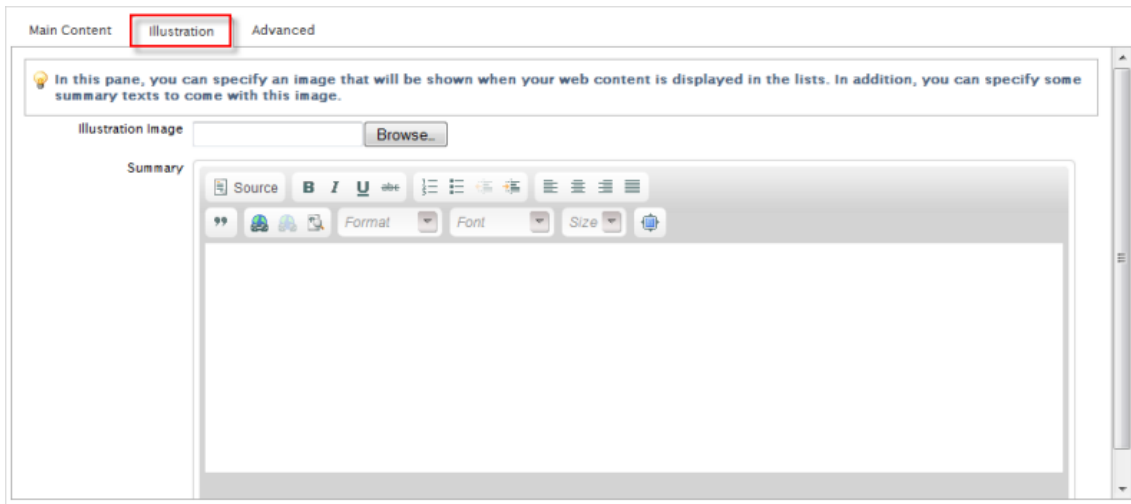 Main Content Illustration Advanced
In this pane, you can specify an image that will be shown when your web content is displayed in the lists. In addition, you can specify some
summary texts to come with this image.
Illustration Image Browse..
Summary
Source B I U abc
Format Font Size